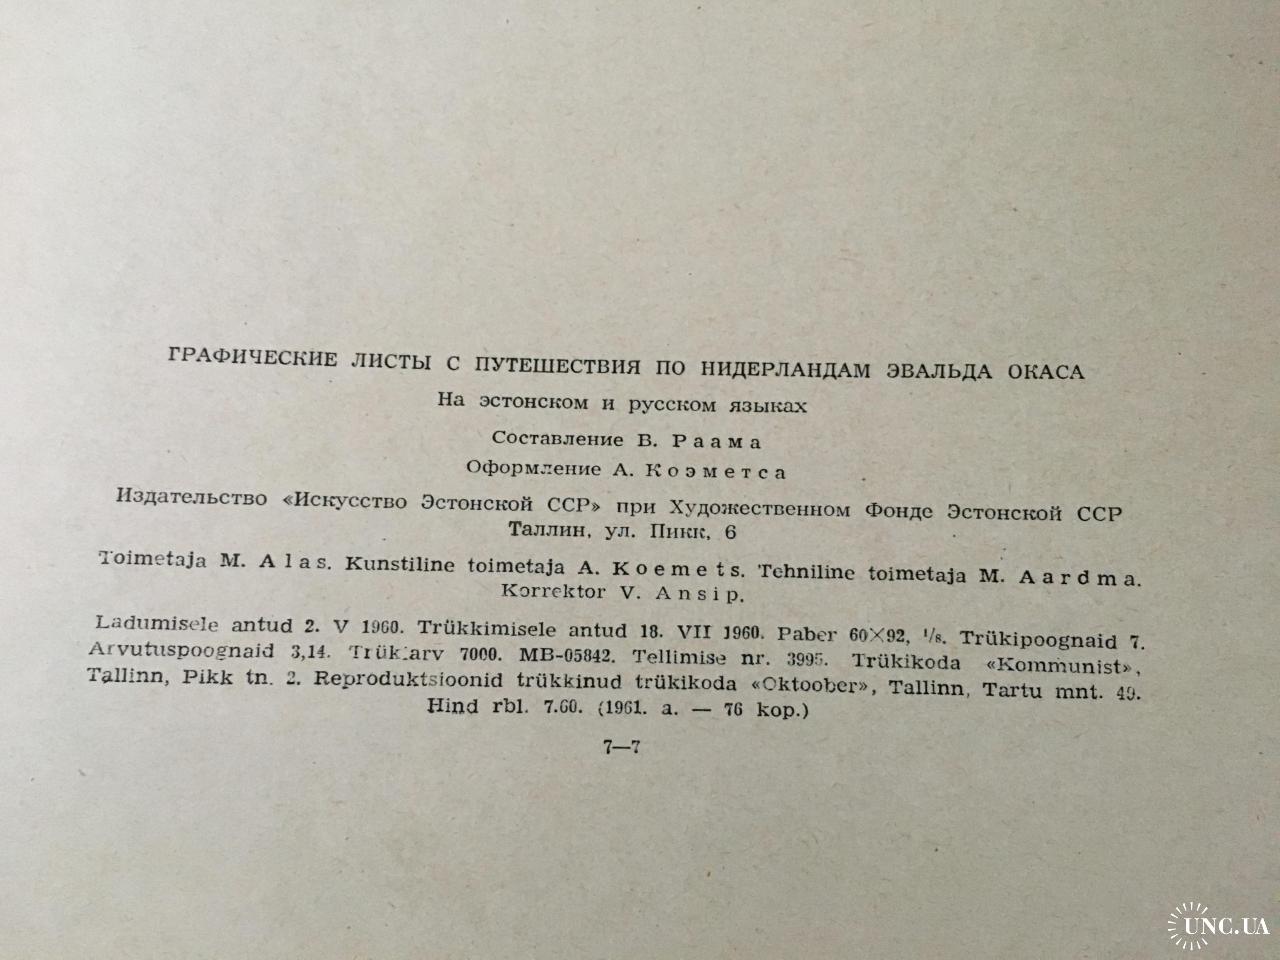 ГРАФИЧЕСКИЕ ЛИСТЫ С ПУТЕШЕСТВИЯ ПО НИДЕРЛАНДАМ ЭВАЛЬДА ОКАСА
На эстонском и русском языках
Составление В. Раама
Оформление А. Коэметса
Издательство «Искусство Эстонской ССР» при Художественном Фонде Эстонской ССР
Таллин, ул. Пикк, 6
Toimetaja M. Alas. Kunstiline toimetaja A. Koemets. Tehniline toimetaja M. Aardma.
Korrektor V. Ansip.
Ladumisele antud 2. V 1960. Trükkimisele antud 18. VII 1960. Paber 60×92, 1/8. Trükipoognaid 7.
Arvutuspoognaid 3,14. Trükiarv 7000. MB-05842. Tellimise nr. 3995. Trükikoda «Kommunist»,
Tallinn, Pikk tn. 2. Reproduktsioonid trükkinud trükikoda «Oktoober», Tallinn, Tartu mnt. 49.
Hind rbl. 7.60. (1961. a. — 76 kop.)
7—7
UNC.UA